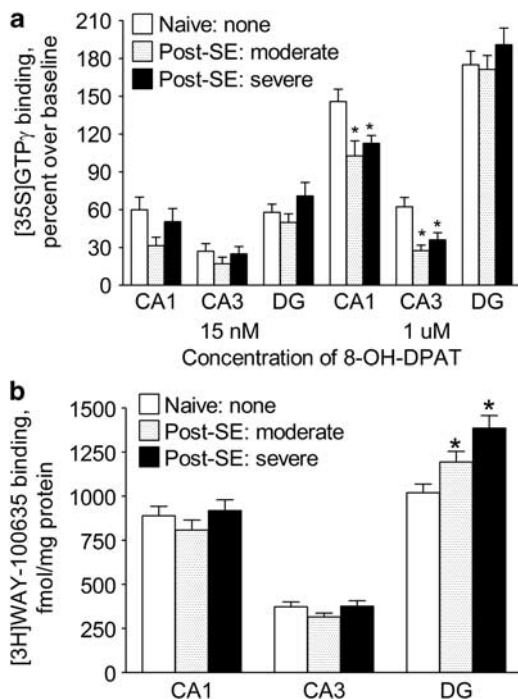 a
[35S]GTPγ binding,
percent over baseline
210
180
150
120
90
60
30
0
Naive: none
Post-SE: moderate
Post-SE: severe
* *
* *
CA1 CA3 DG CA1 CA3 DG
15 nM 1 uM
Concentration of 8-OH-DPAT
b
[3H]WAY-100635 binding,
fmol/mg protein
1500
1250
1000
750
500
250
0
Naive: none
Post-SE: moderate
Post-SE: severe
* *
CA1 CA3 DG